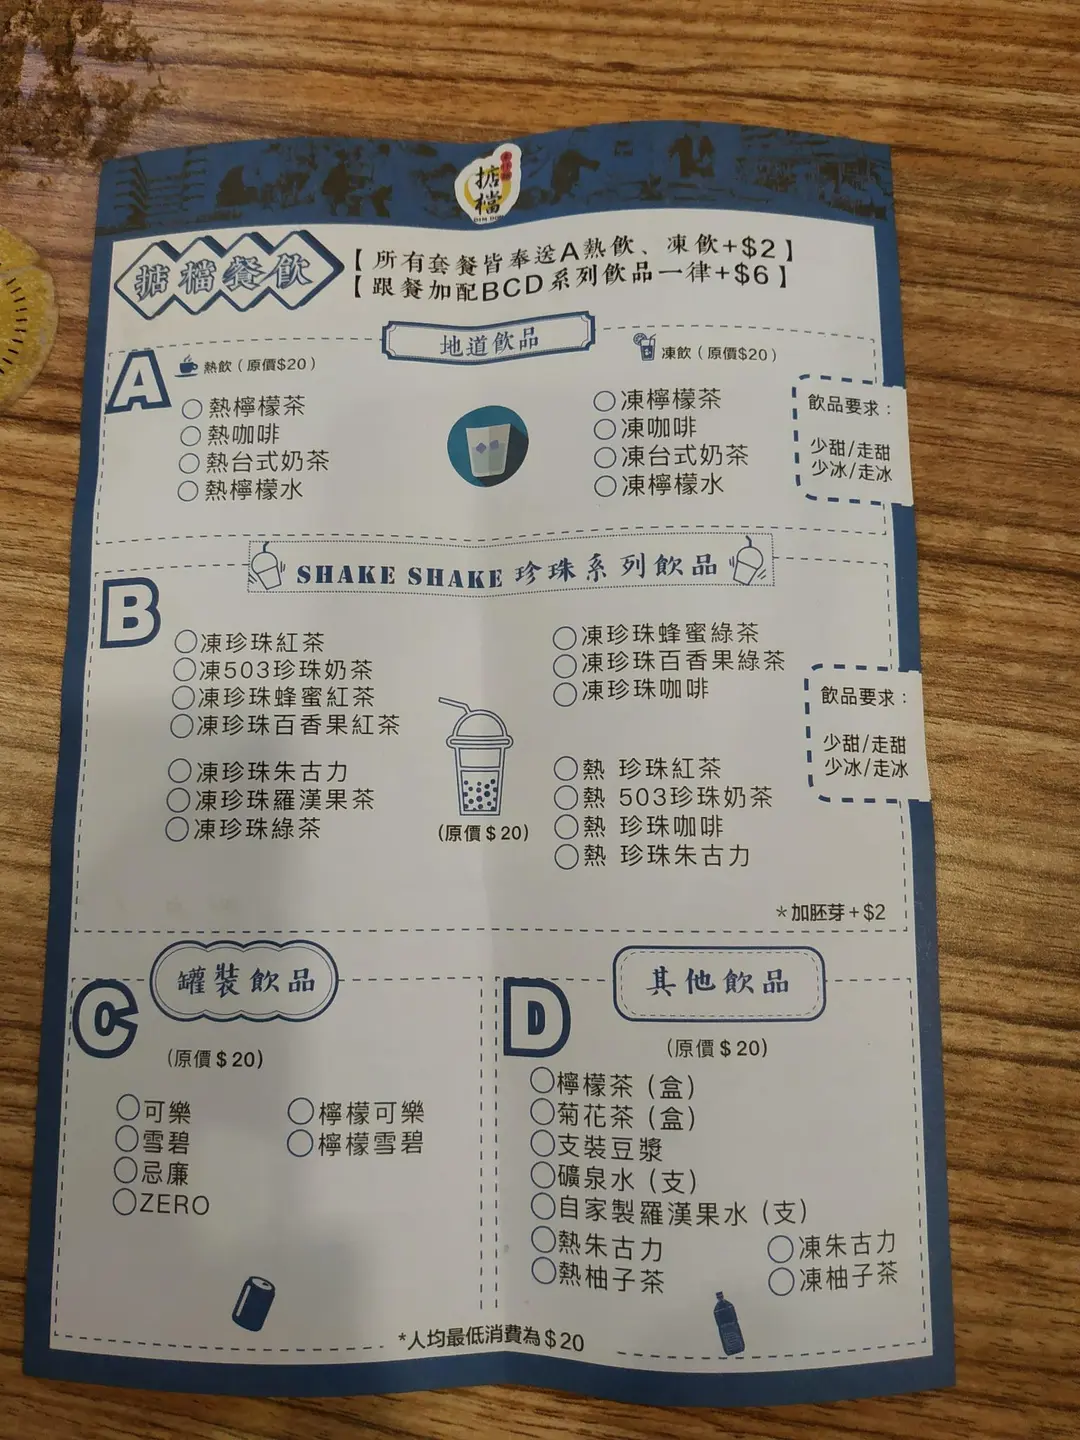 掂檔
掂檔餐飲
【所有套餐皆奉送A熱飲、凍飲+$2】
【跟餐加配BCD系列飲品一律+$6】
地道飲品
A
熱飲（原價$20）
凍飲（原價$20）
熱檸檬茶
熱咖啡
熱台式奶茶
熱檸檬水
凍檸檬茶
凍咖啡
凍台式奶茶
凍檸檬水
飲品要求：
少甜/走甜
少冰/走冰
B
SHAKE SHAKE 珍珠系列飲品
凍珍珠紅茶
凍503珍珠奶茶
凍珍珠蜂蜜紅茶
凍珍珠百香果紅茶
凍珍珠朱古力
凍珍珠羅漢果茶
凍珍珠綠茶
(原價$20)
凍珍珠蜂蜜綠茶
凍珍珠百香果綠茶
凍珍珠咖啡
熱 珍珠紅茶
熱 503珍珠奶茶
熱 珍珠咖啡
熱 珍珠朱古力
飲品要求：
少甜/走甜
少冰/走冰
*加胚芽+$2
C
罐裝飲品
(原價$20)
可樂
雪碧
忌廉
ZERO
檸檬可樂
檸檬雪碧
D
其他飲品
(原價$20)
檸檬茶（盒）
菊花茶（盒）
支裝豆漿
礦泉水（支）
自家製羅漢果水（支）
熱朱古力
熱柚子茶
凍朱古力
凍柚子茶
*人均最低消費為$20